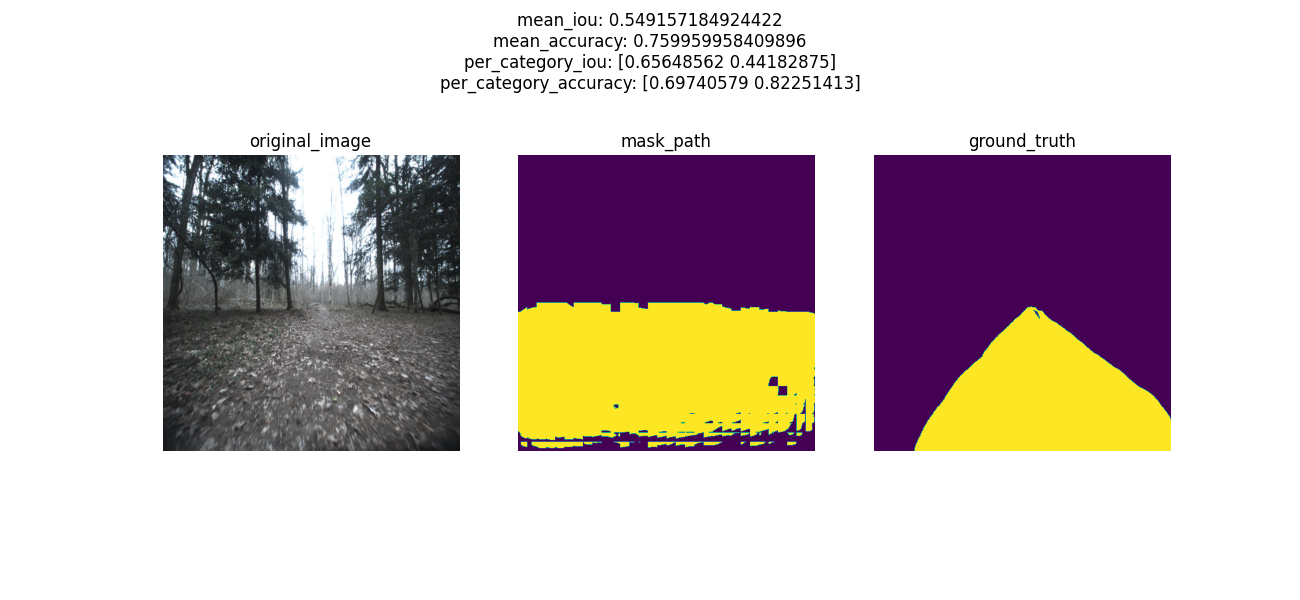 mean_iou: 0.549157184924422
mean_accuracy: 0.759959958409896
per_category_iou: [0.65648562 0.44182875]
per_category_accuracy: [0.69740579 0.82251413]
original_image
mask_path
ground_truth